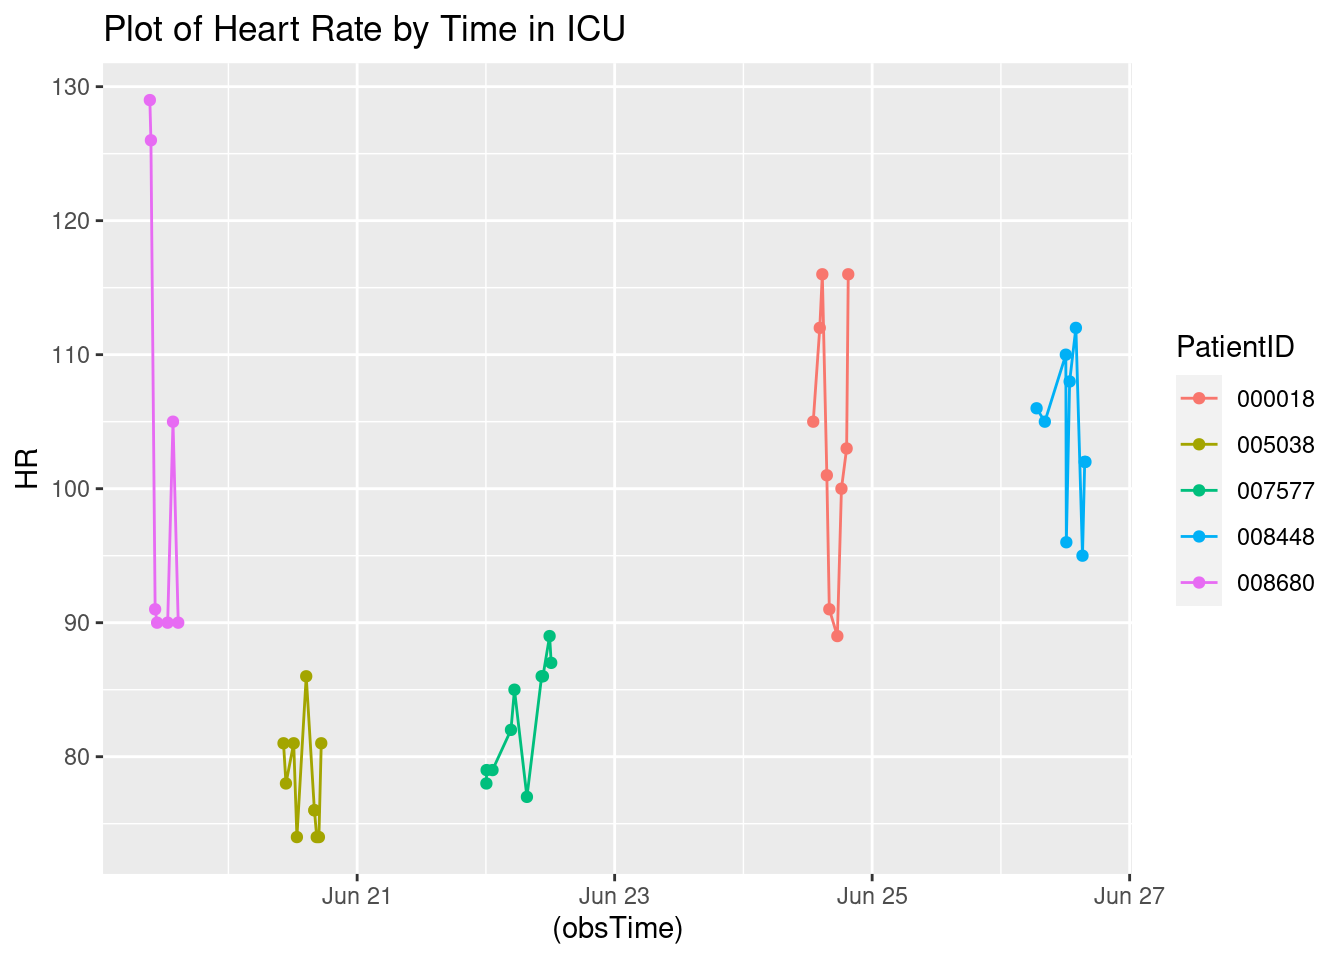 Plot of Heart Rate by Time in ICU
130
120
110
100
90
80
HR
Jun 21
Jun 23
Jun 25
Jun 27
(obsTime)
PatientID
000018
005038
007577
008448
008680